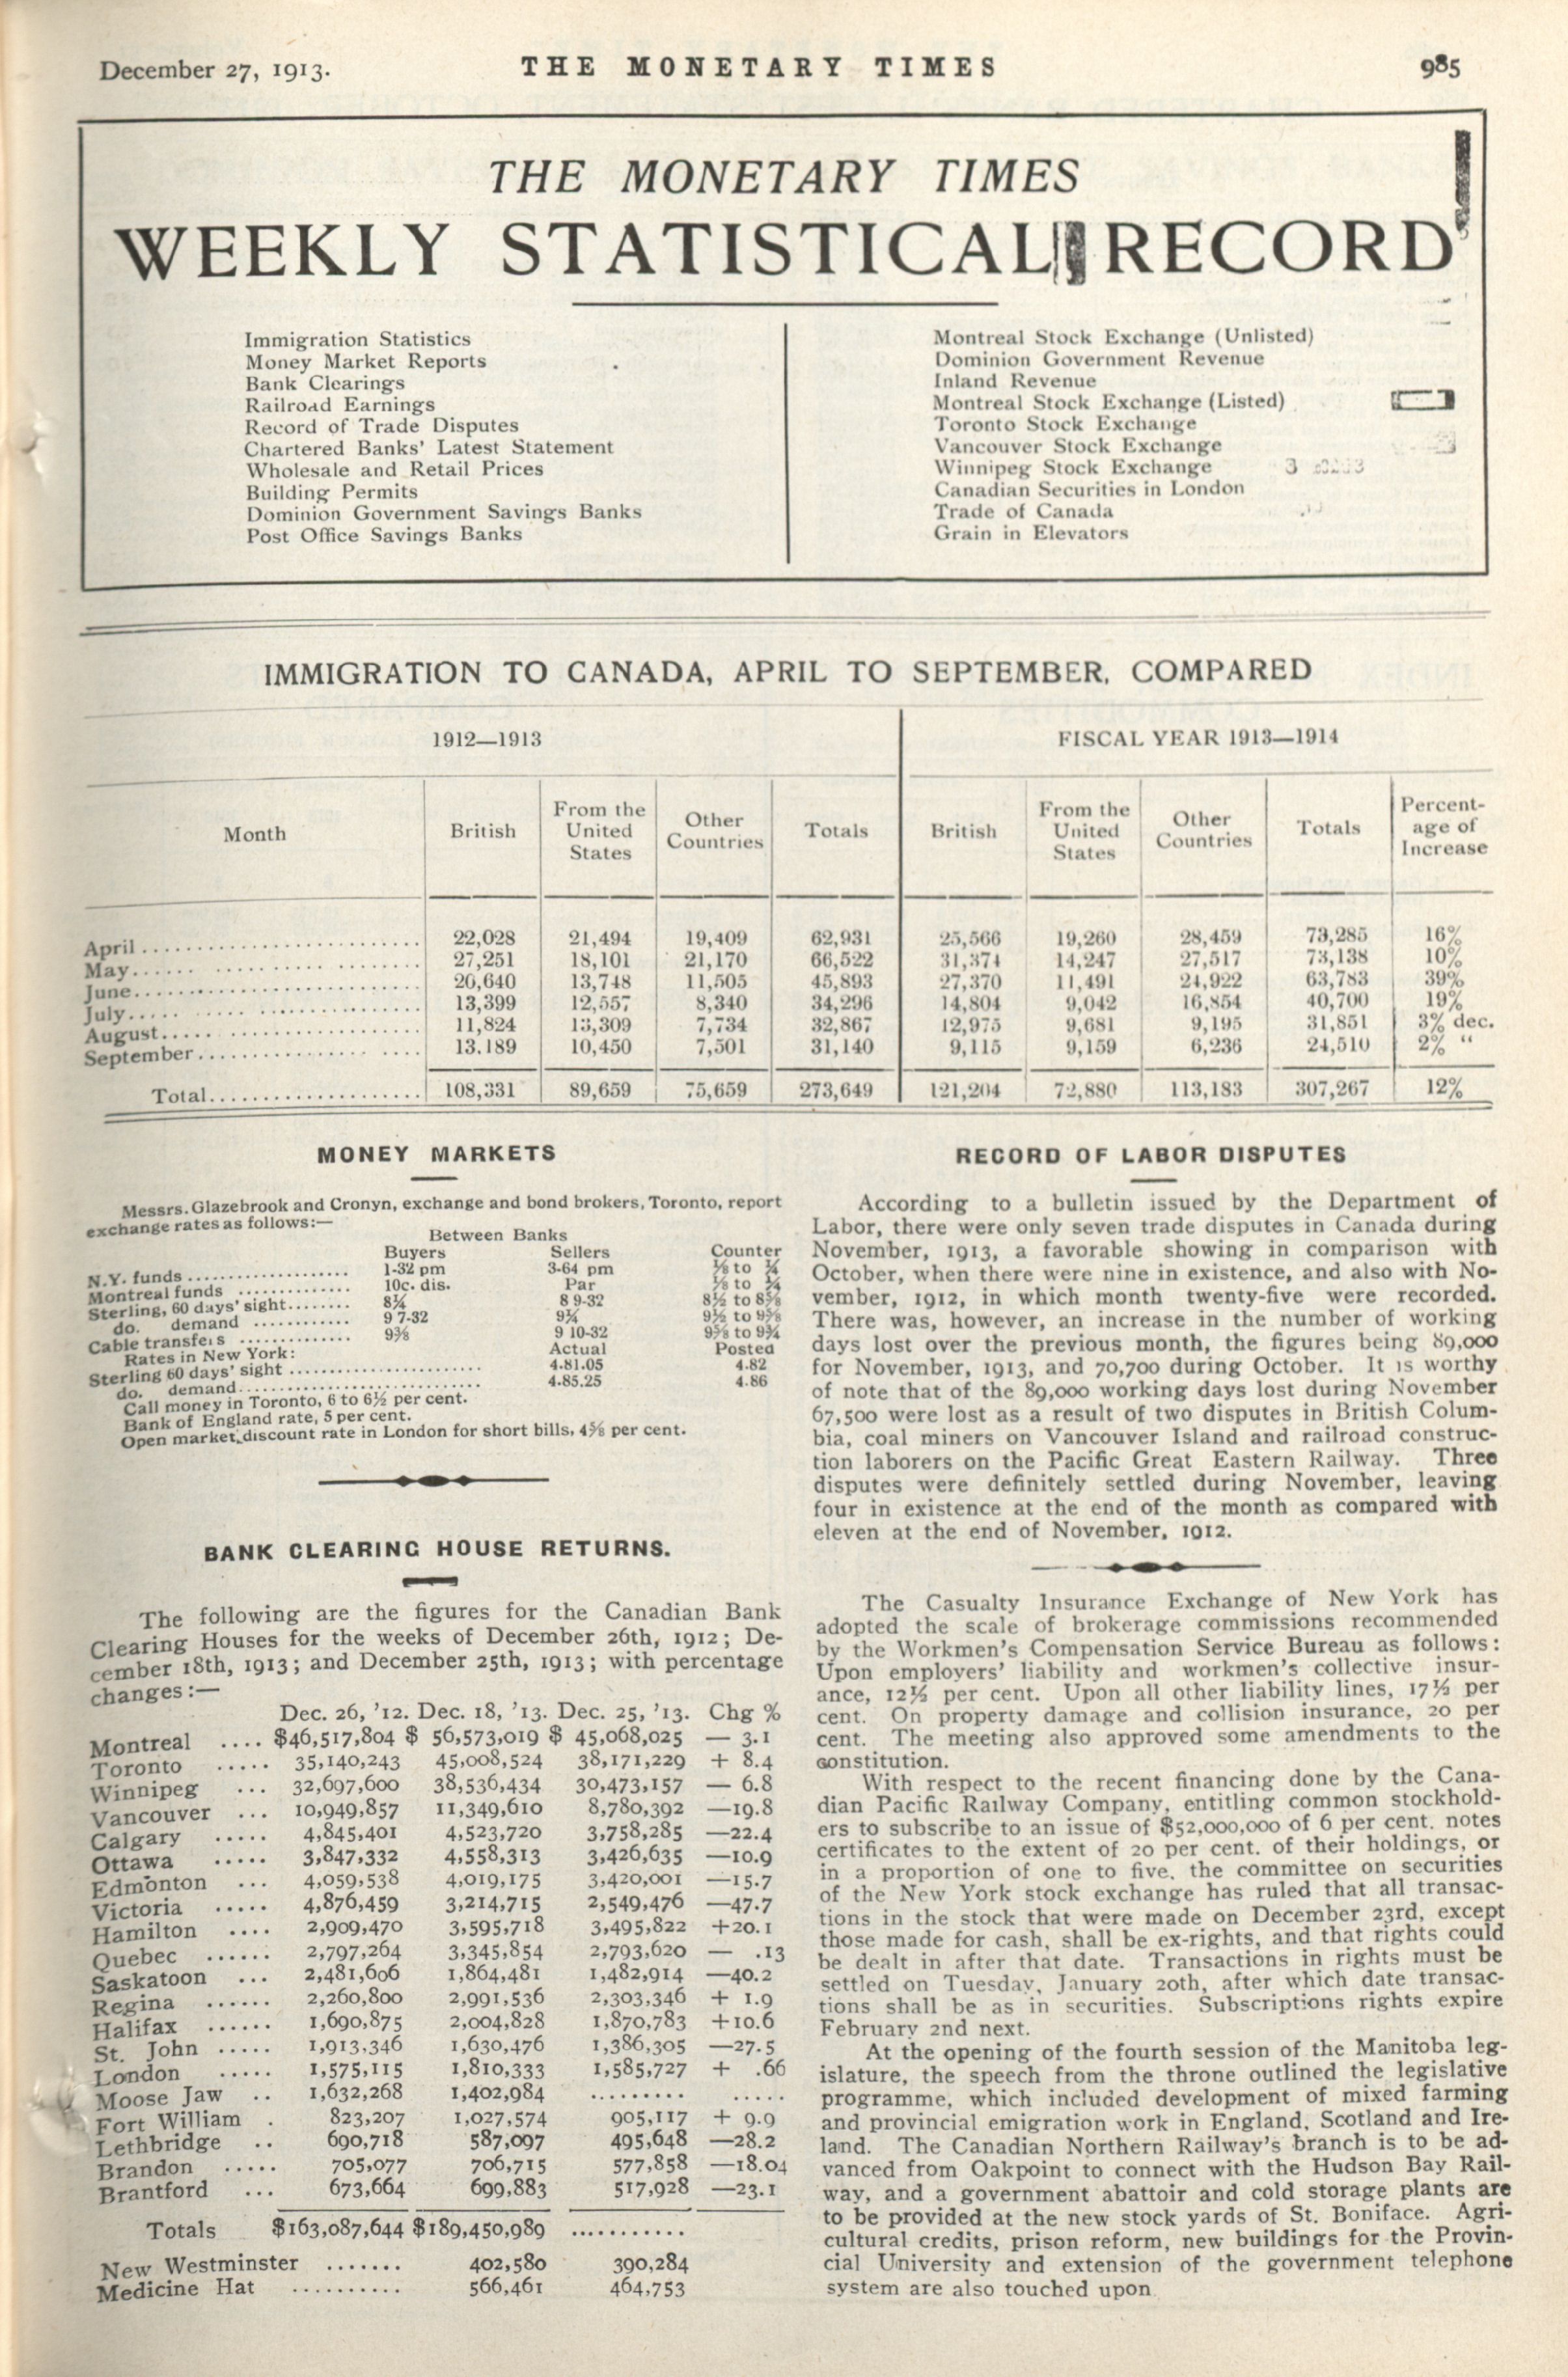 December 27, 1913.
THE MONETARY TIMES
985
THE MONETARY TIMES
WEEKLY STATISTICAL RECORD
Immigration Statistics
Money Market Reports
Bank Clearings
Railroad Earnings
Record of Trade Disputes
Chartered Banks' Latest Statement
Wholesale and Retail Prices
Building Permits
Dominion Government Savings Banks
Post Office Savings Banks
Montreal Stock Exchange (Unlisted)
Dominion Government Revenue
Inland Revenue
Montreal Stock Exchange (Listed)
Toronto Stock Exchange
Vancouver Stock Exchange
Winnipeg Stock Exchange
Canadian Securities in London
Trade of Canada
Grain in Elevators
IMMIGRATION TO CANADA, APRIL TO SEPTEMBER, COMPARED
1912—1913 FISCAL YEAR 1913—1914
Month British From the United States Other Countries Totals British From the United States Other Countries Totals Percentage of Increase
April 22,028 21,494 19,409 62,931 25,566 19,260 28,459 73,285 16%
May 27,251 18,101 21,170 66,522 31,374 14,247 27,517 73,138 10%
June 20,640 13,748 11,505 45,893 27,370 11,491 24,922 63,783 39%
July 13,399 12,557 8,340 34,296 14,804 9,042 16,854 40,700 19%
August 11,824 13,309 7,734 32,867 12,975 9,681 9,195 31,851 3% dec.
September 13.189 10,450 7,501 31,140 9,115 9,159 6,236 24,510 2% "
Total 108,331 89,659 75,659 273,649 121,204 72,880 113,183 307,267 12%
MONEY MARKETS
Messrs. Glazebrook and Cronyn, exchange and bond brokers, Toronto, report
exchange rates as follows:—
Between Banks
Buyers Sellers Counter
N.Y. funds 1-32 pm 3-64 pm ⅛ to ¼
Montreal funds 10c. dis. Par ⅛ to ¼
Sterling, 60 days' sight 8¼ 8 9-32 8½ to 8⅝
do. demand 9 7-32 9¼ 9½ to 9⅝
Cable transfers 9⅜ 9 10-32 9⅝ to 9¾
Rates in New York: Actual Posted
Sterling 60 days' sight 4.81.05 4.82
do. demand 4.85.25 4.86
Call money in Toronto, 6 to 6½ per cent.
Bank of England rate, 5 per cent.
Open market discount rate in London for short bills, 4⅝ per cent.
BANK CLEARING HOUSE RETURNS.
The following are the figures for the Canadian Bank
Clearing Houses for the weeks of December 26th, 1912; De-
cember 18th, 1913; and December 25th, 1913; with percentage
changes:—
Dec. 26, '12. Dec. 18, '13. Dec. 25, '13. Chg %
Montreal .... $46,517,804 $ 56,573,019 $ 45,068,025 — 3.1
Toronto ..... 35,140,243 45,008,524 38,171,229 + 8.4
Winnipeg ... 32,697,600 38,536,434 30,473,157 — 6.8
Vancouver ... 10,949,857 11,349,610 8,780,392 —19.8
Calgary ..... 4,845,401 4,523,720 3,758,285 —22.4
Ottawa ..... 3,847,332 4,558,313 3,426,635 —10.9
Edmonton ... 4,059,538 4,019,175 3,420,001 —15.7
Victoria ..... 4,876,459 3,214,715 2,549,476 —47.7
Hamilton .... 2,909,470 3,595,718 3,495,822 +20.1
Quebec ...... 2,797,264 3,345,854 2,793,620 — .13
Saskatoon ... 2,481,606 1,864,481 1,482,914 —40.2
Regina ...... 2,260,800 2,991,536 2,303,346 + 1.9
Halifax ...... 1,690,875 2,004,828 1,870,783 +10.6
St. John ..... 1,913,346 1,630,476 1,386,305 —27.5
London ..... 1,575,115 1,810,333 1,585,727 + .66
Moose Jaw .. 1,632,268 1,402,984 ......... .....
Fort William . 823,207 1,027,574 905,117 + 9.9
Lethbridge .. 690,718 587,097 495,648 —28.2
Brandon ..... 705,077 706,715 577,858 —18.04
Brantford ... 673,664 699,883 517,928 —23.1
Totals $163,087,644 $189,450,989 ...........
New Westminster ....... 402,580 390,284
Medicine Hat .......... 566,461 464,753
RECORD OF LABOR DISPUTES
According to a bulletin issued by the Department of
Labor, there were only seven trade disputes in Canada during
November, 1913, a favorable showing in comparison with
October, when there were nine in existence, and also with No-
vember, 1912, in which month twenty-five were recorded.
There was, however, an increase in the number of working
days lost over the previous month, the figures being 89,000
for November, 1913, and 70,700 during October. It is worthy
of note that of the 89,000 working days lost during November
67,500 were lost as a result of two disputes in British Colum-
bia, coal miners on Vancouver Island and railroad construc-
tion laborers on the Pacific Great Eastern Railway. Three
disputes were definitely settled during November, leaving
four in existence at the end of the month as compared with
eleven at the end of November, 1912.
The Casualty Insurance Exchange of New York has
adopted the scale of brokerage commissions recommended
by the Workmen's Compensation Service Bureau as follows:
Upon employers' liability and workmen's collective insur-
ance, 12½ per cent. Upon all other liability lines, 17½ per
cent. On property damage and collision insurance, 20 per
cent. The meeting also approved some amendments to the
constitution.
With respect to the recent financing done by the Cana-
dian Pacific Railway Company, entitling common stockhold-
ers to subscribe to an issue of $52,000,000 of 6 per cent. notes
certificates to the extent of 20 per cent. of their holdings, or
in a proportion of one to five, the committee on securities
of the New York stock exchange has ruled that all transac-
tions in the stock that were made on December 23rd, except
those made for cash, shall be ex-rights, and that rights could
be dealt in after that date. Transactions in rights must be
settled on Tuesday, January 20th, after which date transac-
tions shall be as in securities. Subscriptions rights expire
February 2nd next.
At the opening of the fourth session of the Manitoba leg-
islature, the speech from the throne outlined the legislative
programme, which included development of mixed farming
and provincial emigration work in England, Scotland and Ire-
land. The Canadian Northern Railway's branch is to be ad-
vanced from Oakpoint to connect with the Hudson Bay Rail-
way, and a government abattoir and cold storage plants are
to be provided at the new stock yards of St. Boniface. Agri-
cultural credits, prison reform, new buildings for the Provin-
cial University and extension of the government telephone
system are also touched upon